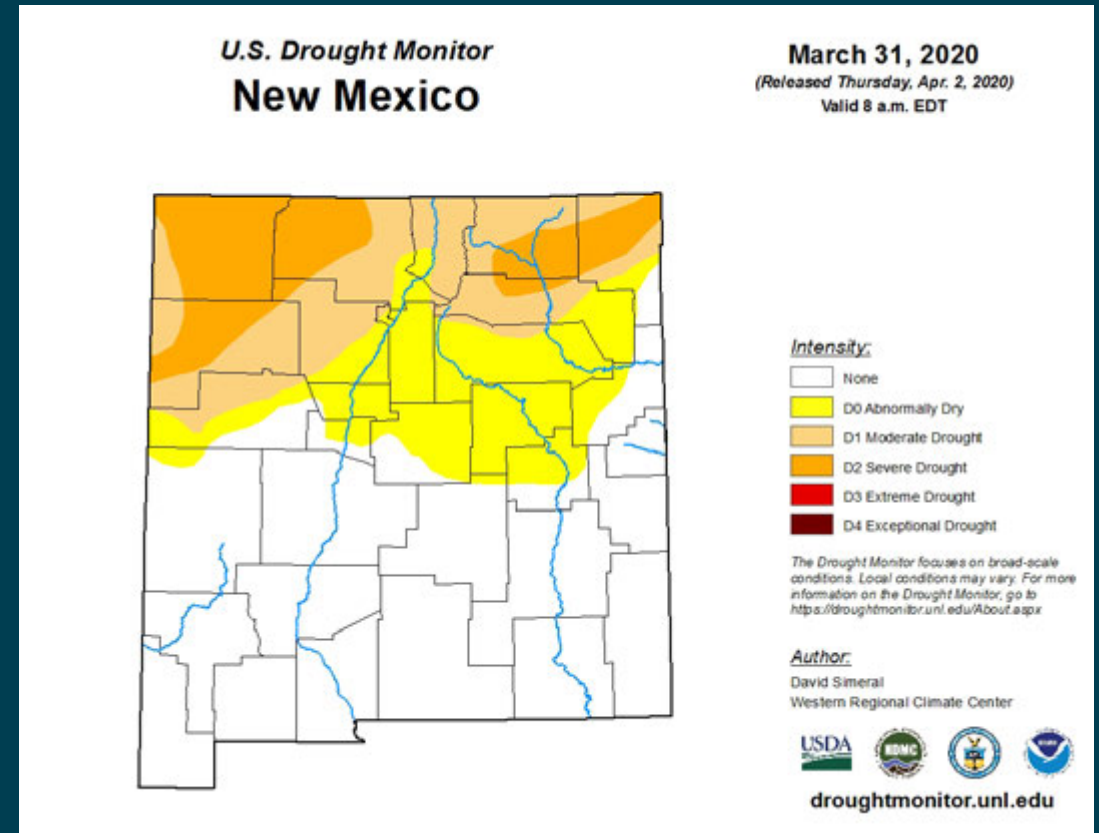 U.S. Drought Monitor
New Mexico
March 31, 2020
(Released Thursday, Apr. 2, 2020)
Valid 8 a.m. EDT
Intensity:
None
D0 Abnormally Dry
D1 Moderate Drought
D2 Severe Drought
D3 Extreme Drought
D4 Exceptional Drought
The Drought Monitor focuses on broad-scale
conditions. Local conditions may vary. For more
information on the Drought Monitor, go to
https://droughtmonitor.unl.edu/About.aspx
Author:
David Simeral
Western Regional Climate Center
USDA
NDMC
droughtmonitor.unl.edu